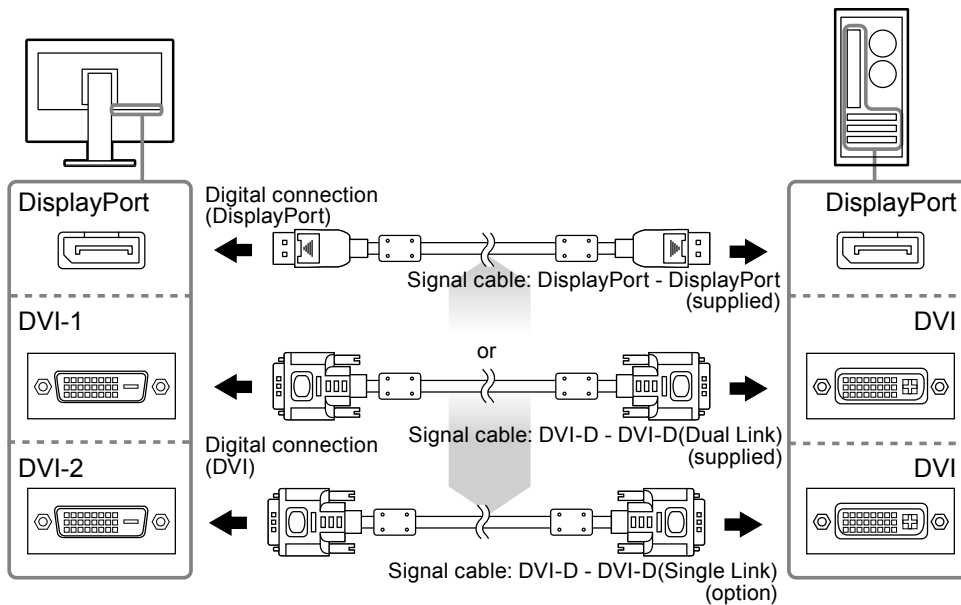 DisplayPort
Digital connection
(DisplayPort)
DisplayPort
Signal cable: DisplayPort - DisplayPort
(supplied)
DVI-1
or
DVI
Signal cable: DVI-D - DVI-D(Dual Link)
(supplied)
Digital connection
(DVI)
DVI-2
DVI
Signal cable: DVI-D - DVI-D(Single Link)
(option)